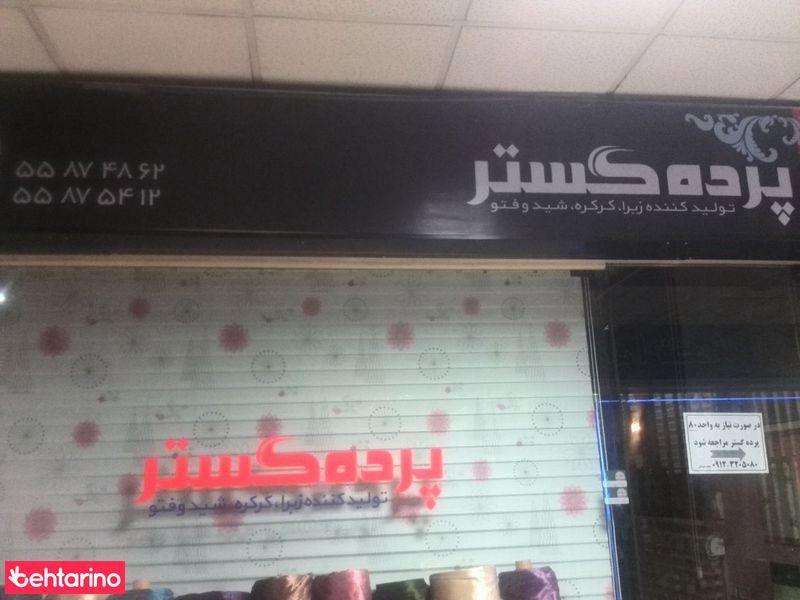 پرده گستر
تولید کننده زبرا، کرکره، شید و فتو
۵۵ ۸۷ ۴۸ ۶۲
۵۵ ۸۷ ۵۴ ۱۲
پرده گستر
تولید کننده زبرا، کرکره، شید و فتو
در صورت نیاز به واحد ۸۰
پرده گستر مراجعه شود
۰۹۱۲۰۳۲۰۵۰۸۰
behtarino